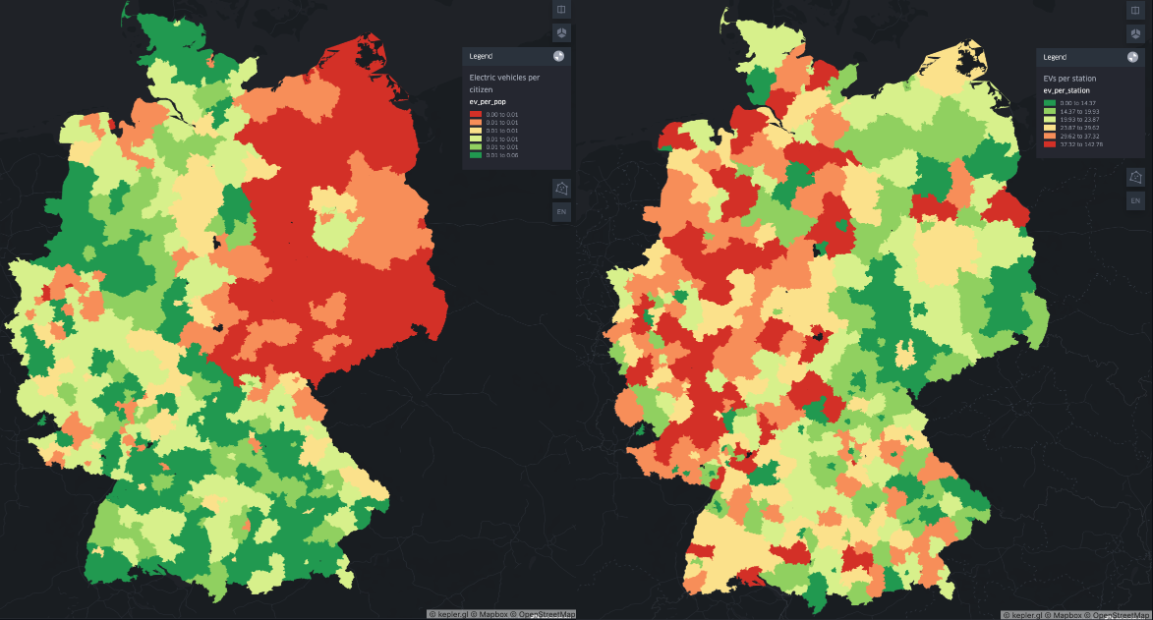 Legend
Electric vehicles per
citizen
ev_per_pop
0.00 to 0.01
0.01 to 0.01
0.01 to 0.01
0.01 to 0.01
0.01 to 0.01
0.01 to 0.06
EN
© kepler.gl © Mapbox © OpenStreetMap
Legend
EVs per station
ev_per_station
0.00 to 14.37
14.37 to 19.93
19.93 to 23.87
23.87 to 29.62
29.62 to 37.32
37.32 to 142.76
EN
© kepler.gl © Mapbox © OpenStreetMap